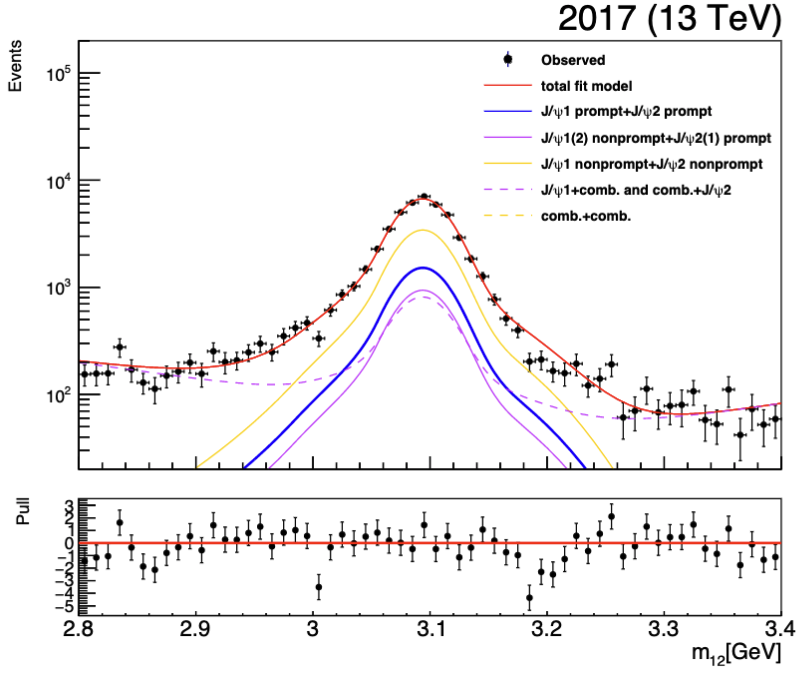 2017 (13 TeV)
Events
10⁵
10⁴
10³
10²
Observed
total fit model
J/ψ1 prompt+J/ψ2 prompt
J/ψ1(2) nonprompt+J/ψ2(1) prompt
J/ψ1 nonprompt+J/ψ2 nonprompt
J/ψ1+comb. and comb.+J/ψ2
comb.+comb.
Pull
3
2
1
0
−1
−2
−3
−4
−5
2.8 2.9 3 3.1 3.2 3.3 3.4
m₁₂[GeV]